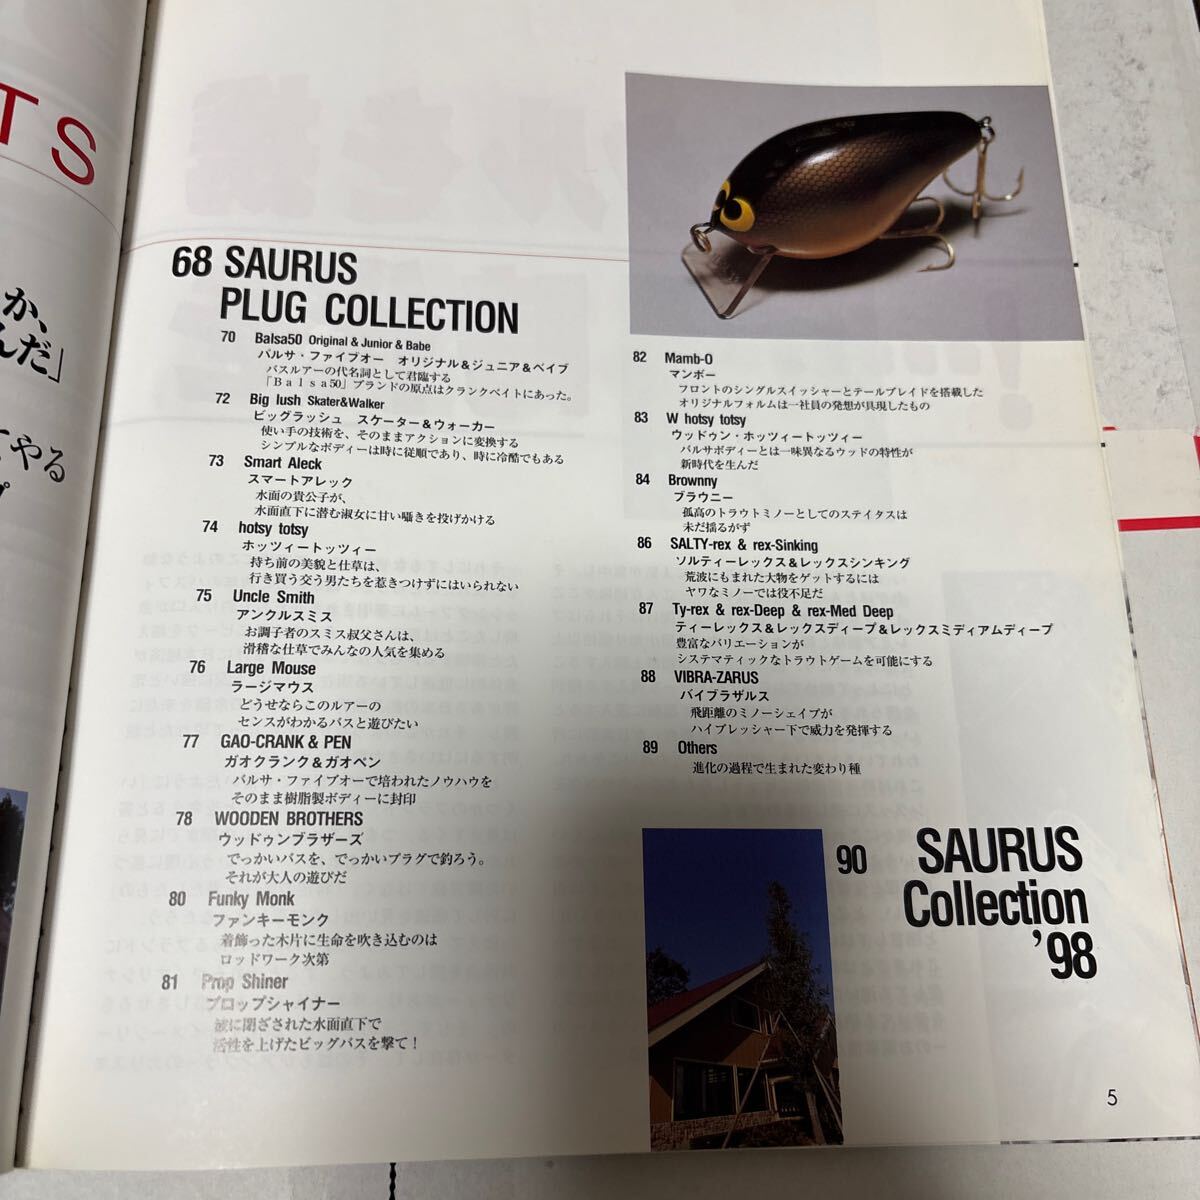 TS
か、
んだ」
てやる
68 SAURUS
PLUG COLLECTION
70 Balsa50 Original & Junior & Babe
バルサ・ファイブオー オリジナル&ジュニア&ベイブ
バスルアーの代名詞として君臨する
「Balsa50」ブランドの原点はクランクベイトにあった。
72 Big lush Skater&Walker
ビッグラッシュ スケーター&ウォーカー
使い手の技術を、そのままアクションに変換する
シンプルなボディーは時に従順であり、時に冷酷でもある
73 Smart Aleck
スマートアレック
水面の貴公子が、
水面直下に潜む淑女に甘い囁きを投げかける
74 hotsy totsy
ホッツィートッツィー
持ち前の美貌と仕草は、
行き買う交う男たちを惹きつけずにはいられない
75 Uncle Smith
アンクルスミス
お調子者のスミス叔父さんは、
滑稽な仕草でみんなの人気を集める
76 Large Mouse
ラージマウス
どうせならこのルアーの
センスがわかるバスと遊びたい
77 GAO-CRANK & PEN
ガオクランク&ガオペン
バルサ・ファイブオーで培われたノウハウを
そのまま樹脂製ボディーに封印
78 WOODEN BROTHERS
ウッドゥンブラザーズ
でっかいバスを、でっかいプラグで釣ろう。
それが大人の遊びだ
80 Funky Monk
ファンキーモンク
着飾った木片に生命を吹き込むのは
ロッドワーク次第
81 Prop Shiner
プロップシャイナー
波に閉ざされた水面直下で
活性を上げたビッグバスを撃て!
82 Mamb-O
マンボー
フロントのシングルスイッシャーとテールブレイドを搭載した
オリジナルフォルムは一社員の発想が具現したもの
83 W hotsy totsy
ウッドゥン・ホッツィートッツィー
バルサボディーとは一味異なるウッドの特性が
新時代を生んだ
84 Brownny
ブラウニー
孤高のトラウトミノーとしてのステイタスは
未だ揺るがず
86 SALTY-rex & rex-Sinking
ソルティーレックス&レックスシンキング
荒波にもまれた大物をゲットするには
ヤワなミノーでは役不足だ
87 Ty-rex & rex-Deep & rex-Med Deep
ティーレックス&レックスディープ&レックスミディアムディープ
豊富なバリエーションが
システマティックなトラウトゲームを可能にする
88 VIBRA-ZARUS
バイブラザルス
飛距離のミノーシェイプが
ハイプレッシャー下で威力を発揮する
89 Others
進化の過程で生まれた変わり種
90 SAURUS
Collection
'98
5